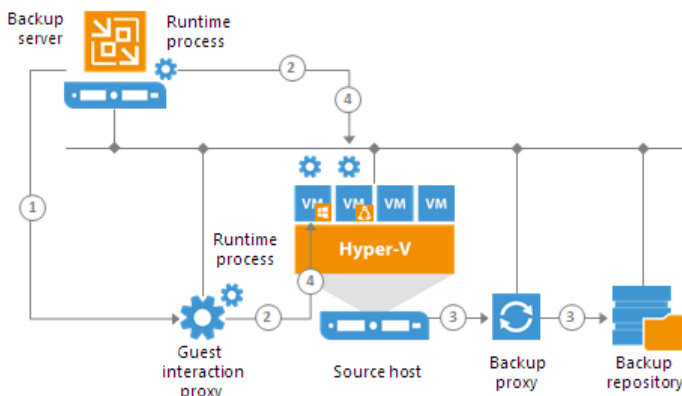 Backup
server
Runtime
process
2
4
1
VM
VM
VM
VM
Hyper-V
Runtime
process
4
2
3
3
Guest
interaction
proxy
Source host
Backup
proxy
Backup
repository